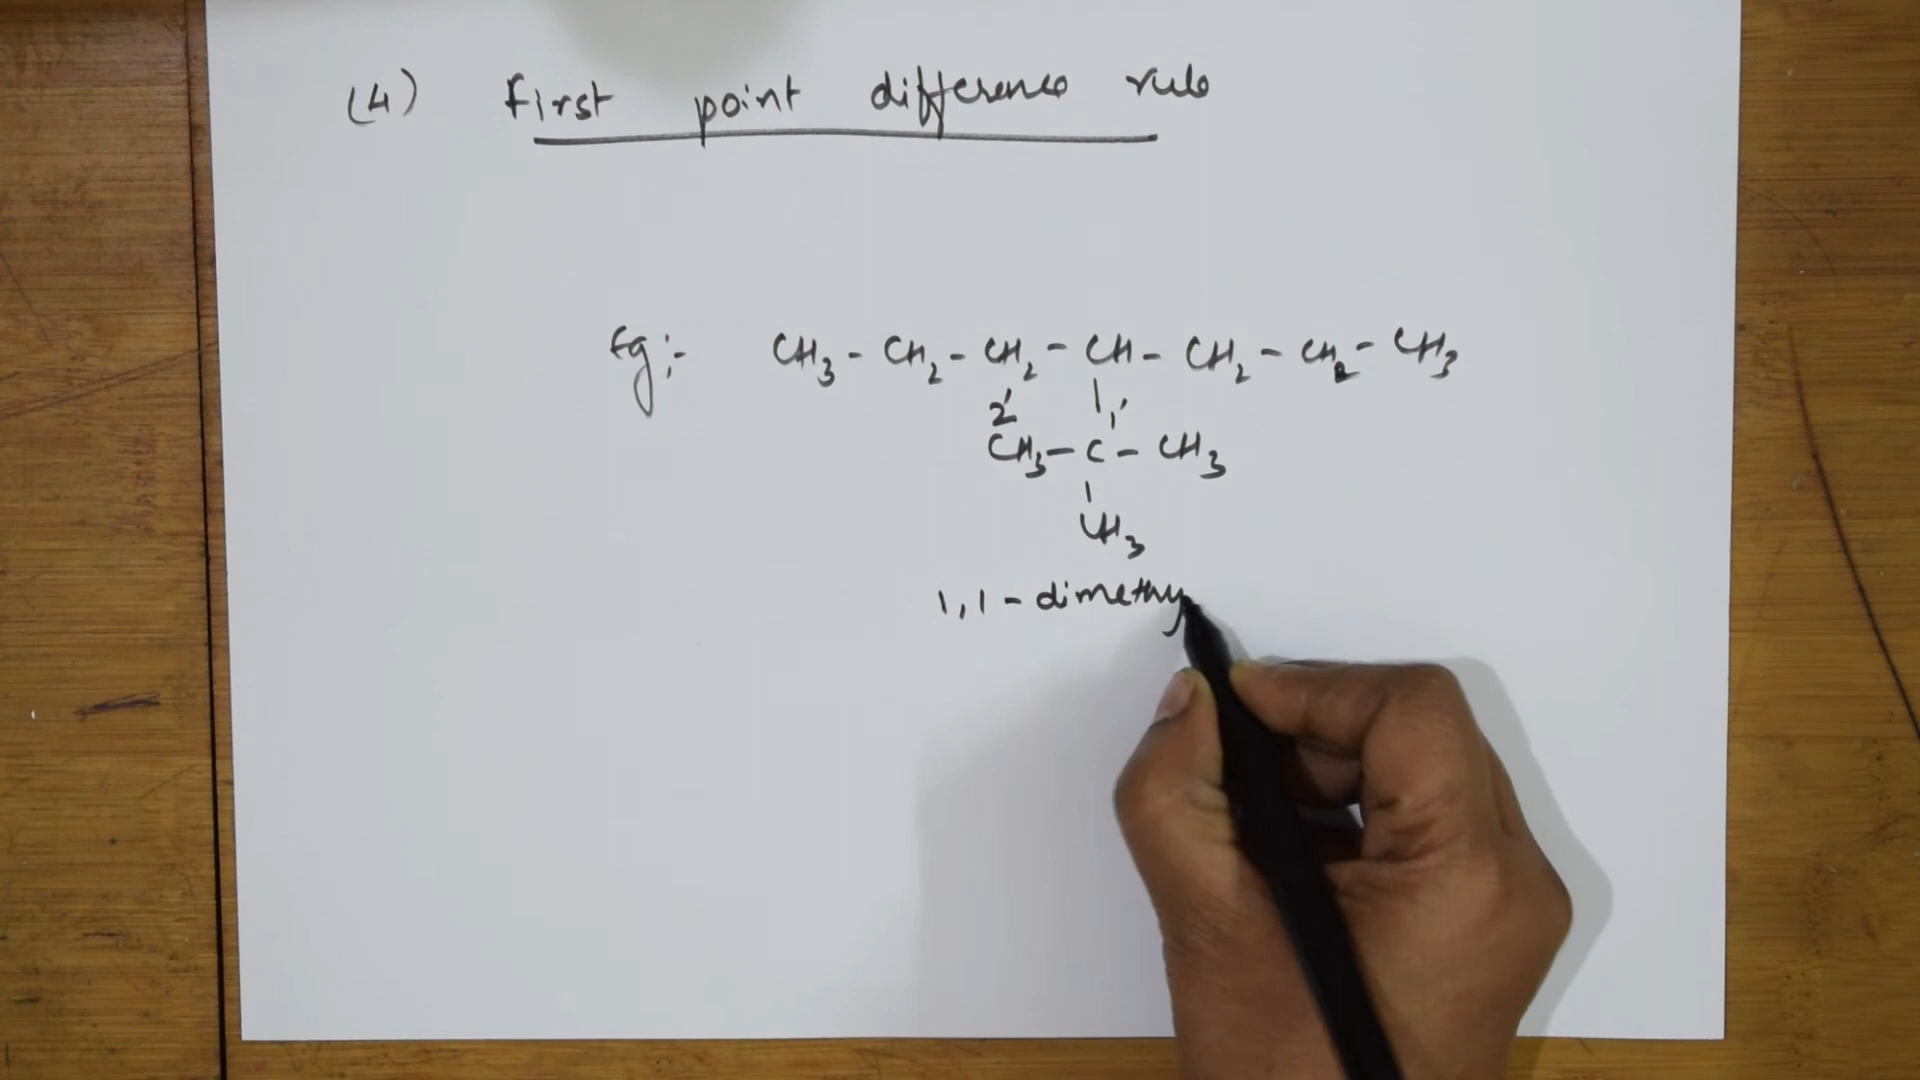 (4) First point difference rule
Eg:- CH3 - CH2 - CH2 - CH - CH2 - CH2 - CH3
2' | 1'
CH3 - C - CH3
|
CH3
1,1 - dimethy